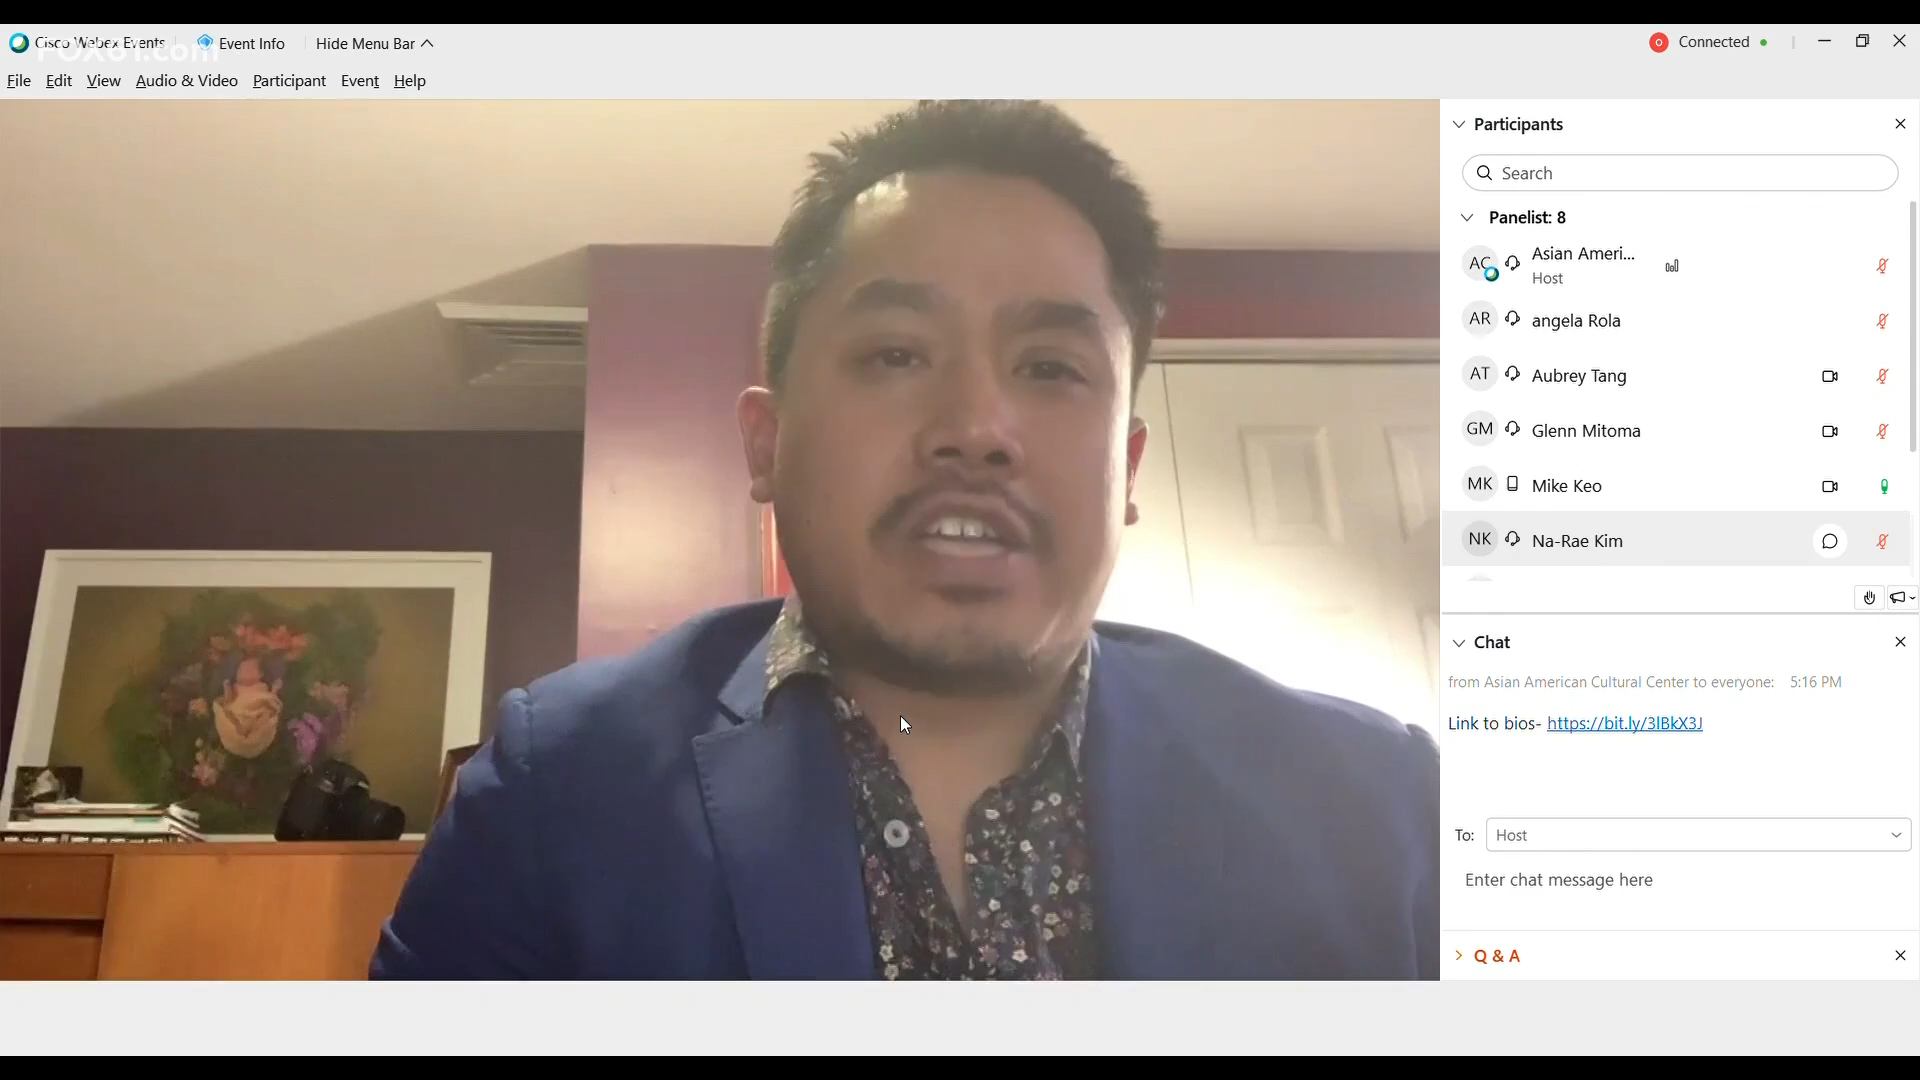 Cisco Webex Events
Event Info
Hide Menu Bar
FOX61.com
Connected
File Edit View Audio & Video Participant Event Help
Participants
Search
Panelist: 8
AC
Asian Ameri...
Host
AR
angela Rola
AT
Aubrey Tang
GM
Glenn Mitoma
MK
Mike Keo
NK
Na-Rae Kim
Chat
from Asian American Cultural Center to everyone: 5:16 PM
Link to bios- https://bit.ly/3lBkX3J
To: Host
Enter chat message here
Q & A